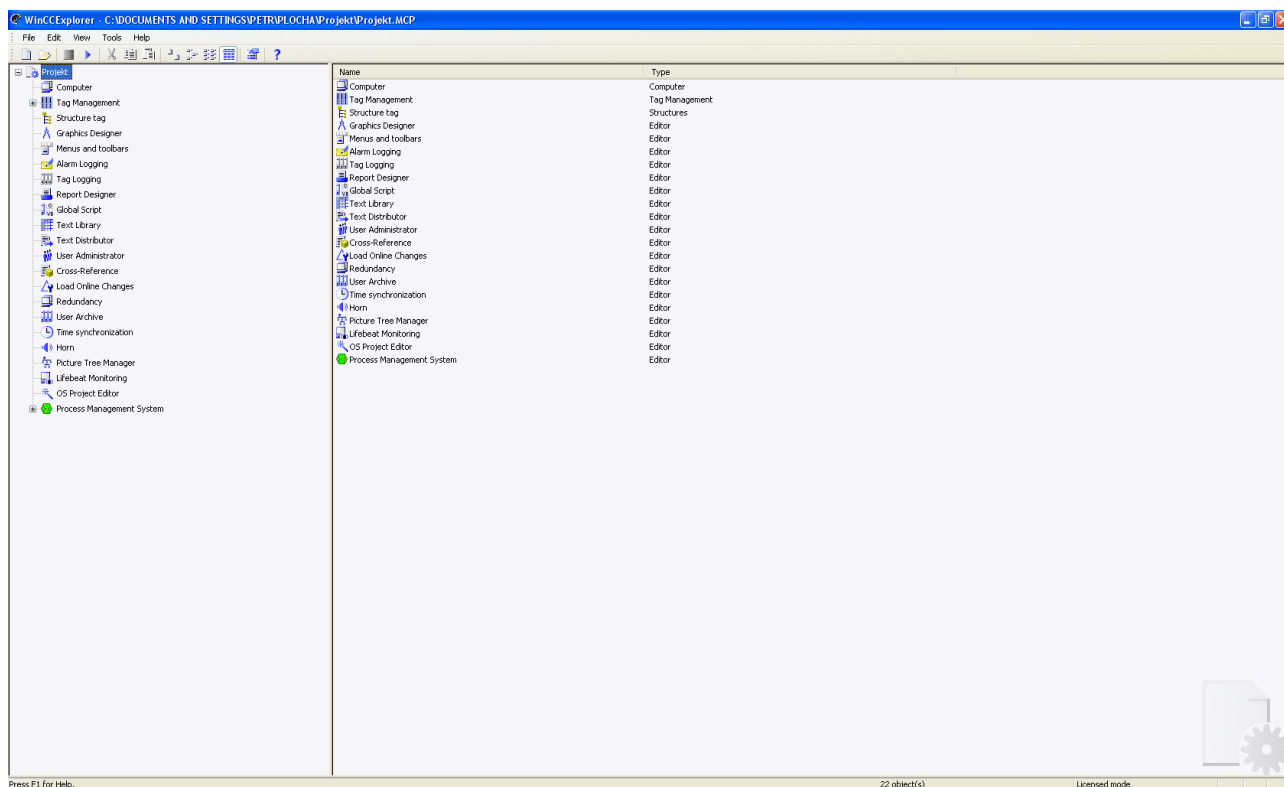 WinCCExplorer - C:\DOCUMENTS AND SETTINGS\PETR\PLOCHA\Projekt\Projekt.MCP
File Edit View Tools Help
Projekt
Computer
Tag Management
Structure tag
Graphics Designer
Menus and toolbars
Alarm Logging
Tag Logging
Report Designer
Global Script
Text Library
Text Distributor
User Administrator
Cross-Reference
Load Online Changes
Redundancy
User Archive
Time synchronization
Horn
Picture Tree Manager
Lifebeat Monitoring
OS Project Editor
Process Management System
Name Type
Computer Computer
Tag Management Tag Management
Structure tag Structures
Graphics Designer Editor
Menus and toolbars Editor
Alarm Logging Editor
Tag Logging Editor
Report Designer Editor
Global Script Editor
Text Library Editor
Text Distributor Editor
User Administrator Editor
Cross-Reference Editor
Load Online Changes Editor
Redundancy Editor
User Archive Editor
Time synchronization Editor
Horn Editor
Picture Tree Manager Editor
Lifebeat Monitoring Editor
OS Project Editor Editor
Process Management System Editor
Press F1 for Help. 22 object(s) Licensed mode